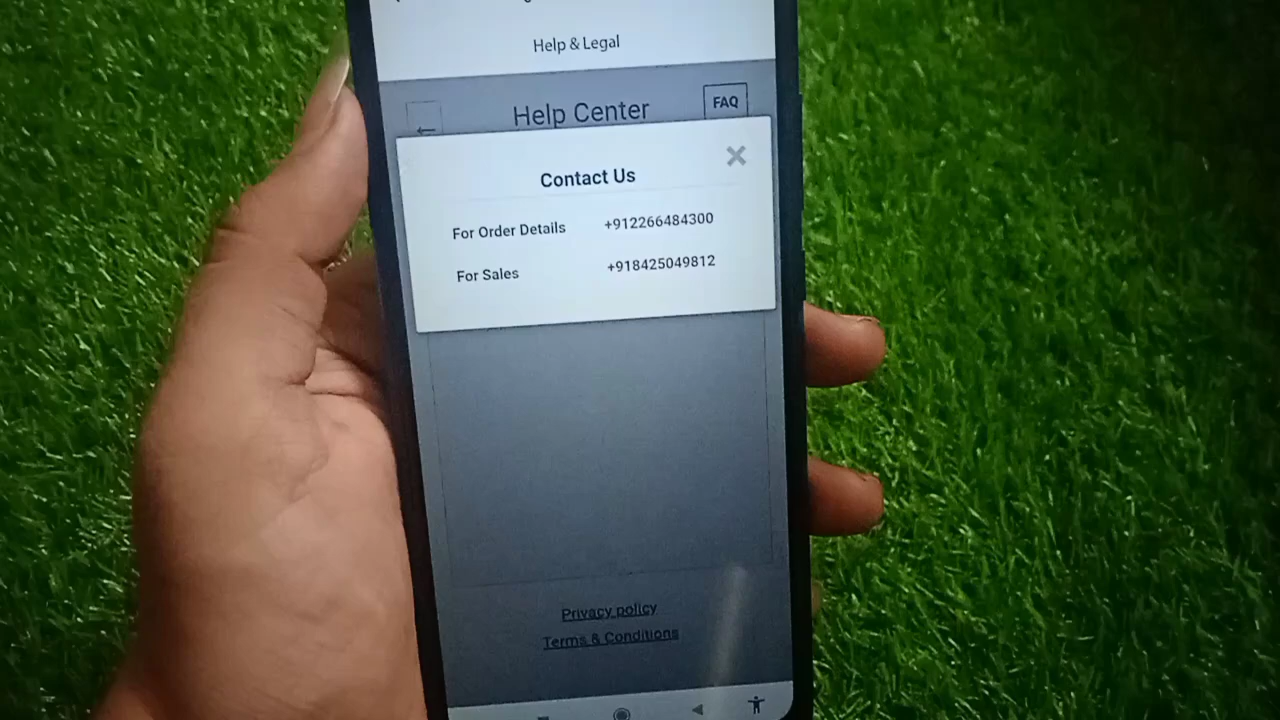 Help & Legal
Help Center
FAQ
Contact Us
For Order Details +912266484300
For Sales +918425049812
Privacy policy
Terms & Conditions